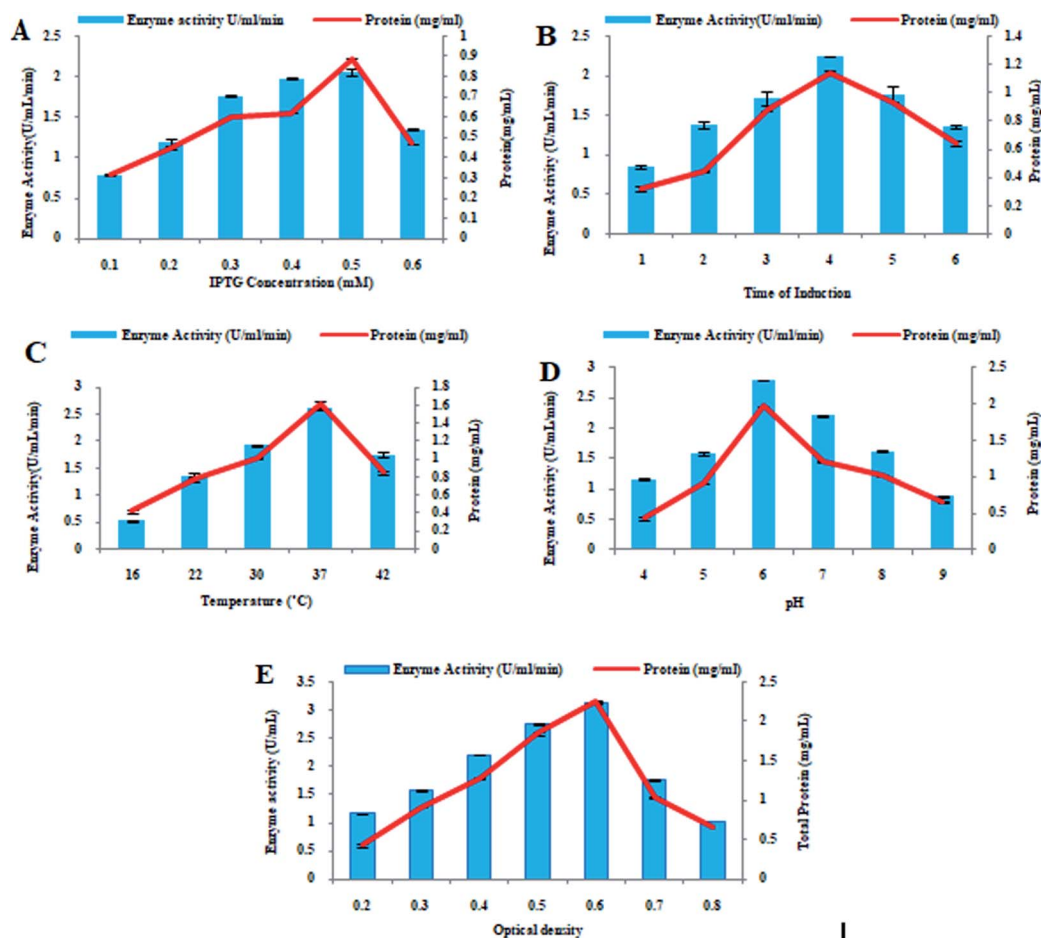 A
Enzyme activity U/ml/min Protein (mg/ml)
Enzyme Activity(U/mL/min)
2.5
2
1.5
1
0.5
0
1
0.9
0.8
0.7
0.6
0.5
0.4
0.3
0.2
0.1
0
Protein(mg/mL)
0.1 0.2 0.3 0.4 0.5 0.6
IPTG Concentration (mM)
B
Enzyme Activity(U/ml/min) Protein (mg/ml)
Enzyme Activity (U/mL/min)
2.5
2
1.5
1
0.5
0
1.4
1.2
1
0.8
0.6
0.4
0.2
0
Protein (mg/mL)
1 2 3 4 5 6
Time of Induction
C
Enzyme Activity (U/ml/min) Protein (mg/ml)
Enzyme Activity(U/mL/min)
3
2.5
2
1.5
1
0.5
0
1.8
1.6
1.4
1.2
1
0.8
0.6
0.4
0.2
0
Protein (mg/mL)
16 22 30 37 42
Temperature (°C)
D
Enzyme Activity (U/ml/min) Protein (mg/ml)
Enzyme Activity (U/mL/min)
3
2.5
2
1.5
1
0.5
0
2.5
2
1.5
1
0.5
0
Protein (mg/mL)
4 5 6 7 8 9
pH
E
Enzyme Activity (U/ml/min) Protein (mg/ml)
Enzyme activity (U/mL)
3.5
3
2.5
2
1.5
1
0.5
0
2.5
2
1.5
1
0.5
0
Total Protein (mg/mL)
0.2 0.3 0.4 0.5 0.6 0.7 0.8
Optical density